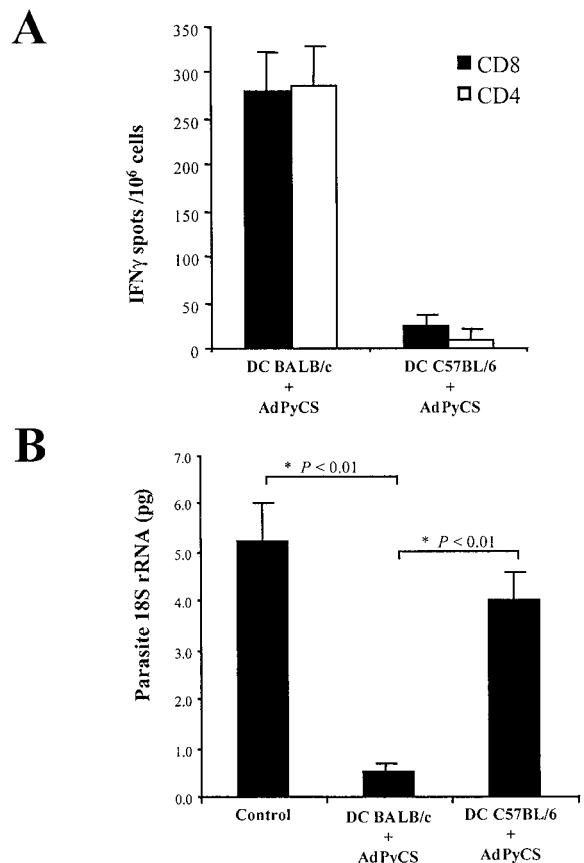 A
IFNγ spots /10⁶ cells
350
300
250
200
150
100
50
0
CD8
CD4
DC BALB/c
+
AdPyCS
DC C57BL/6
+
AdPyCS
B
Parasite 18S rRNA (pg)
7.0
6.0
5.0
4.0
3.0
2.0
1.0
0.0
* P < 0.01
* P < 0.01
Control
DC BALB/c
+
AdPyCS
DC C57BL/6
+
AdPyCS